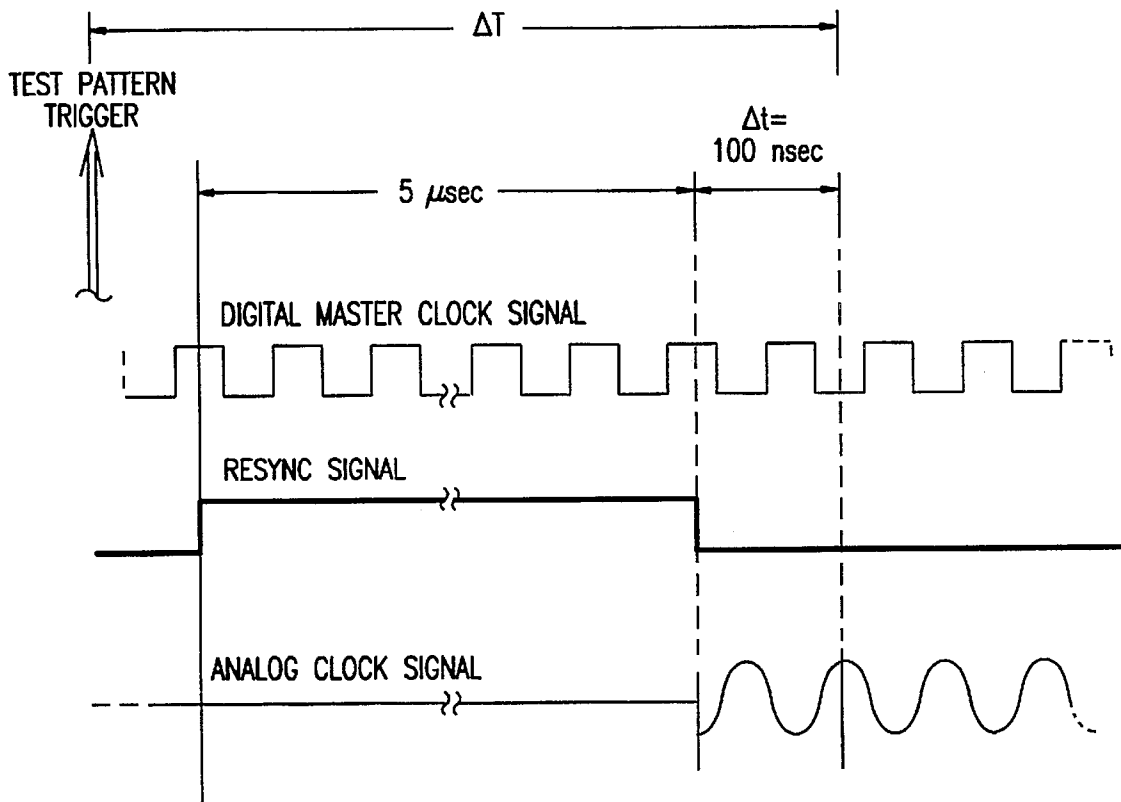 ΔT
TEST PATTERN
TRIGGER
Δt=
100 nsec
5 μsec
DIGITAL MASTER CLOCK SIGNAL
RESYNC SIGNAL
ANALOG CLOCK SIGNAL